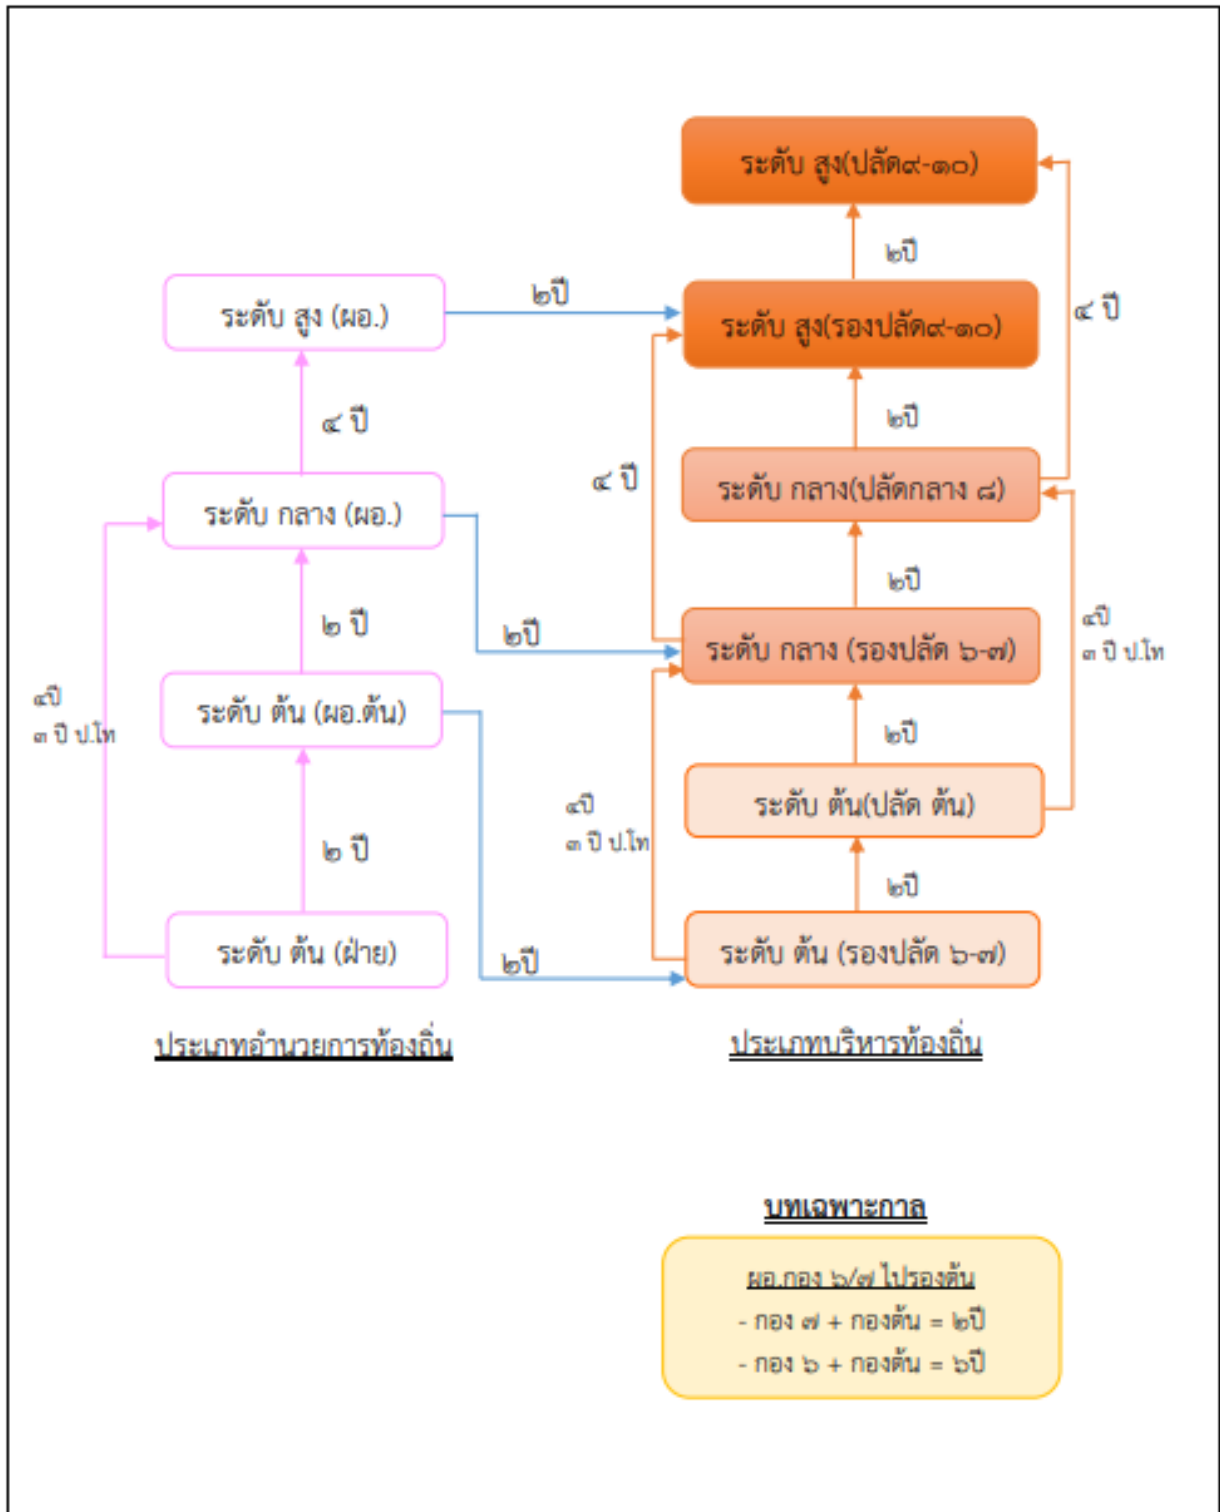 ระดับ สูง(ปลัด๙-๑๐)
๒ปี
๔ ปี
ระดับ สูง (ผอ.)
๒ปี
ระดับ สูง(รองปลัด๙-๑๐)
๔ ปี
๒ปี
๔ ปี
ระดับ กลาง (ผอ.)
ระดับ กลาง(ปลัดกลาง ๘)
๒ปี
๒ ปี
๒ปี
ระดับ กลาง (รองปลัด ๖-๗)
๔ปี
๓ ปี ป.โท
๔ปี
๓ ปี ป.โท
ระดับ ต้น (ผอ.ต้น)
๒ปี
ระดับ ต้น(ปลัด ต้น)
๒ ปี
๔ปี
๓ ปี ป.โท
๒ปี
ระดับ ต้น (ฝ่าย)
๒ปี
ระดับ ต้น (รองปลัด ๖-๗)
ประเภทอำนวยการท้องถิ่น
ประเภทบริหารท้องถิ่น
บทเฉพาะกาล
ผอ.กอง ๖/๗ ไปรองต้น
- กอง ๗ + กองต้น = ๒ปี
- กอง ๖ + กองต้น = ๖ปี